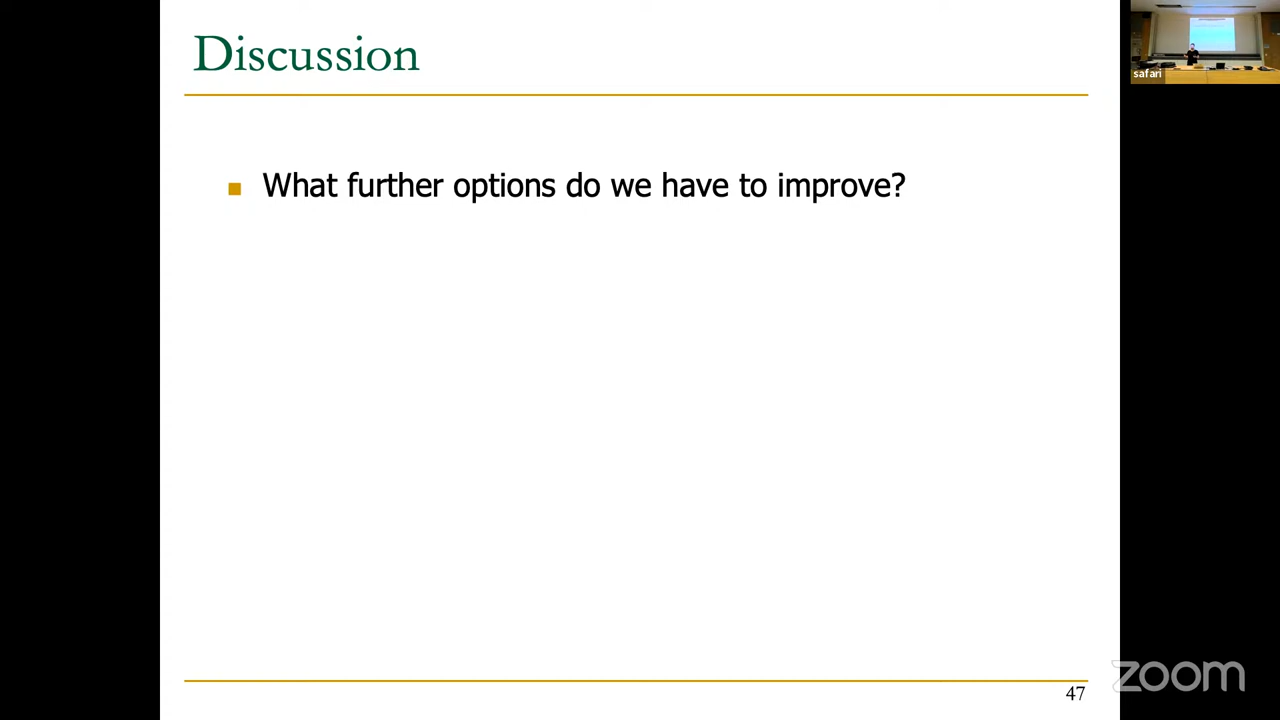 Discussion
safari
What further options do we have to improve?
47
zoom